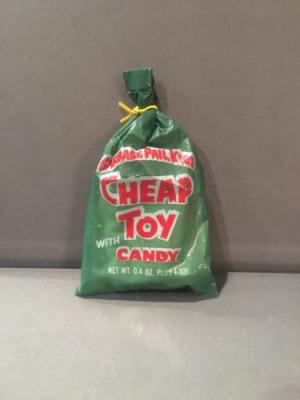 GARBAGE PAIL KIDS
CHEAP
TOY
WITH
CANDY
NET WT. 0.4 OZ. PLUS 1 TOY